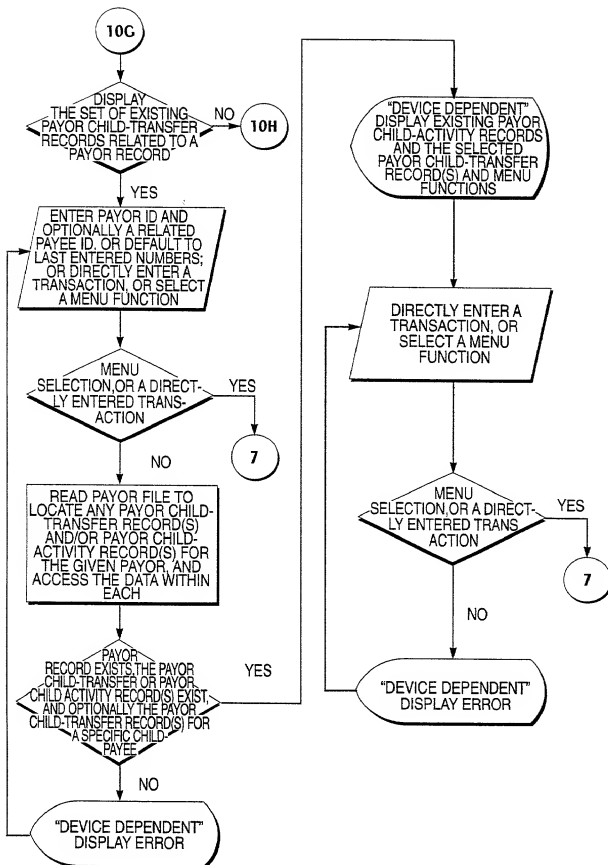 10G
DISPLAY
THE SET OF EXISTING
PAYOR CHILD-TRANSFER
RECORDS RELATED TO A
PAYOR RECORD
NO
10H
YES
ENTER PAYOR ID AND
OPTIONALLY A RELATED
PAYEE ID. OR DEFAULT TO
LAST ENTERED NUMBERS;
OR DIRECTLY ENTER A
TRANSACTION, OR SELECT
A MENU FUNCTION
MENU
SELECTION,OR A DIRECT-
LY ENTERED TRANS-
ACTION
YES
7
NO
READ PAYOR FILE TO
LOCATE ANY PAYOR CHILD-
TRANSFER RECORD(S)
AND/OR PAYOR CHILD-
ACTIVITY RECORD(S) FOR
THE GIVEN PAYOR, AND
ACCESS THE DATA WITHIN
EACH
PAYOR
RECORD EXISTS,THE PAYOR
CHILD-TRANSFER OR PAYOR
CHILD ACTIVITY RECORD(S) EXIST,
AND OPTIONALLY THE PAYOR
CHILD-TRANSFER RECORD(S) FOR
A SPECIFIC CHILD-
PAYEE
YES
NO
"DEVICE DEPENDENT"
DISPLAY ERROR
"DEVICE DEPENDENT"
DISPLAY EXISTING PAYOR
CHILD-ACTIVITY RECORDS
AND THE SELECTED
PAYOR CHILD-TRANSFER
RECORD(S) AND MENU
FUNCTIONS
DIRECTLY ENTER A
TRANSACTION, OR
SELECT A MENU
FUNCTION
MENU
SELECTION,OR A DIRECT-
LY ENTERED TRANS
ACTION
YES
7
NO
"DEVICE DEPENDENT"
DISPLAY ERROR